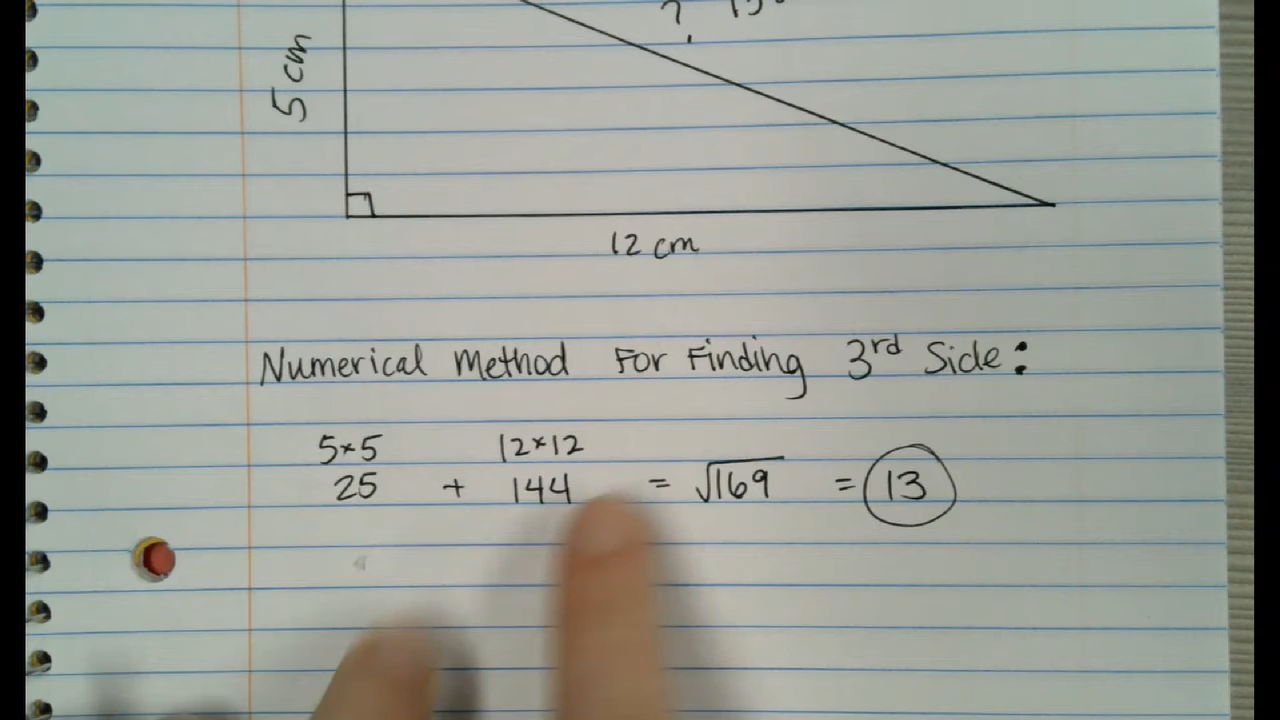 ?
5 cm
12 cm
Numerical Method For Finding 3rd Side:
5×5 12×12
25 + 144 = √169 = 13